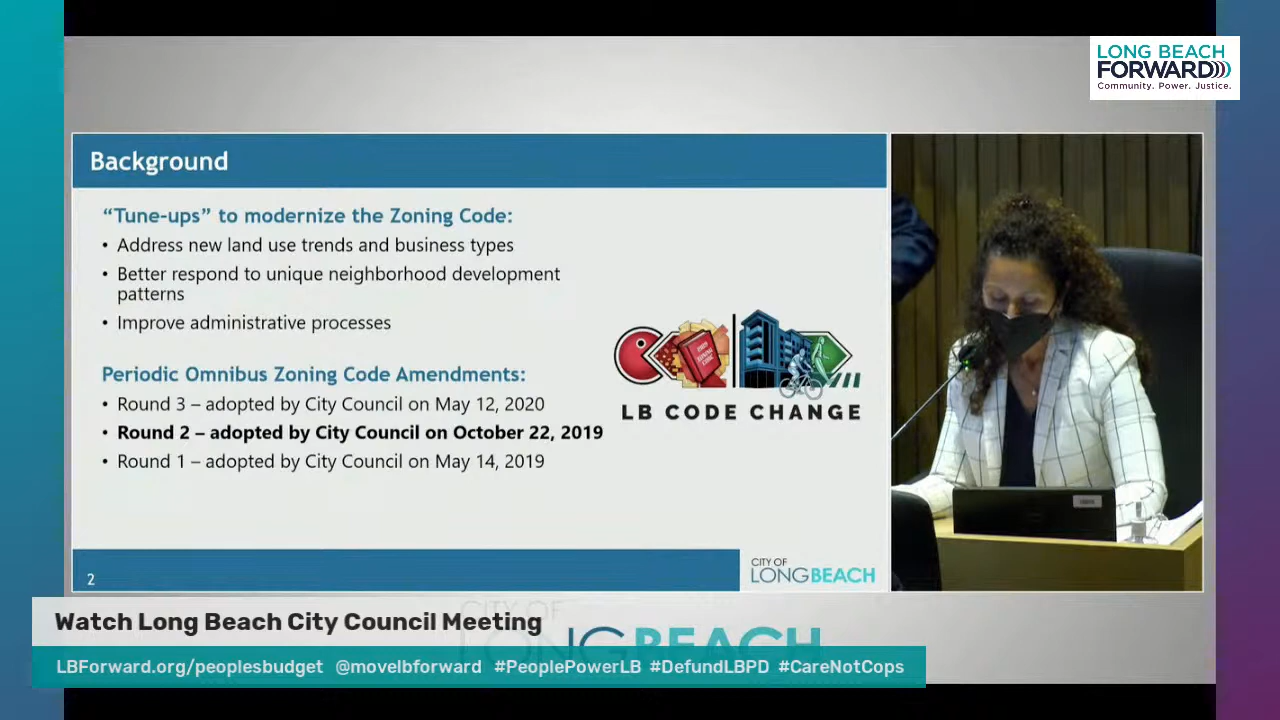 LONG BEACH
FORWARD
Community. Power. Justice.
Background
“Tune-ups” to modernize the Zoning Code:
• Address new land use trends and business types
• Better respond to unique neighborhood development
patterns
• Improve administrative processes
Periodic Omnibus Zoning Code Amendments:
• Round 3 – adopted by City Council on May 12, 2020
• Round 2 – adopted by City Council on October 22, 2019
• Round 1 – adopted by City Council on May 14, 2019
LB CODE CHANGE
2
CITY OF
LONGBEACH
Watch Long Beach City Council Meeting
CITY OF
LONGBEACH
LBForward.org/peoplesbudget @movelbforward #PeoplePowerLB #DefundLBPD #CareNotCops